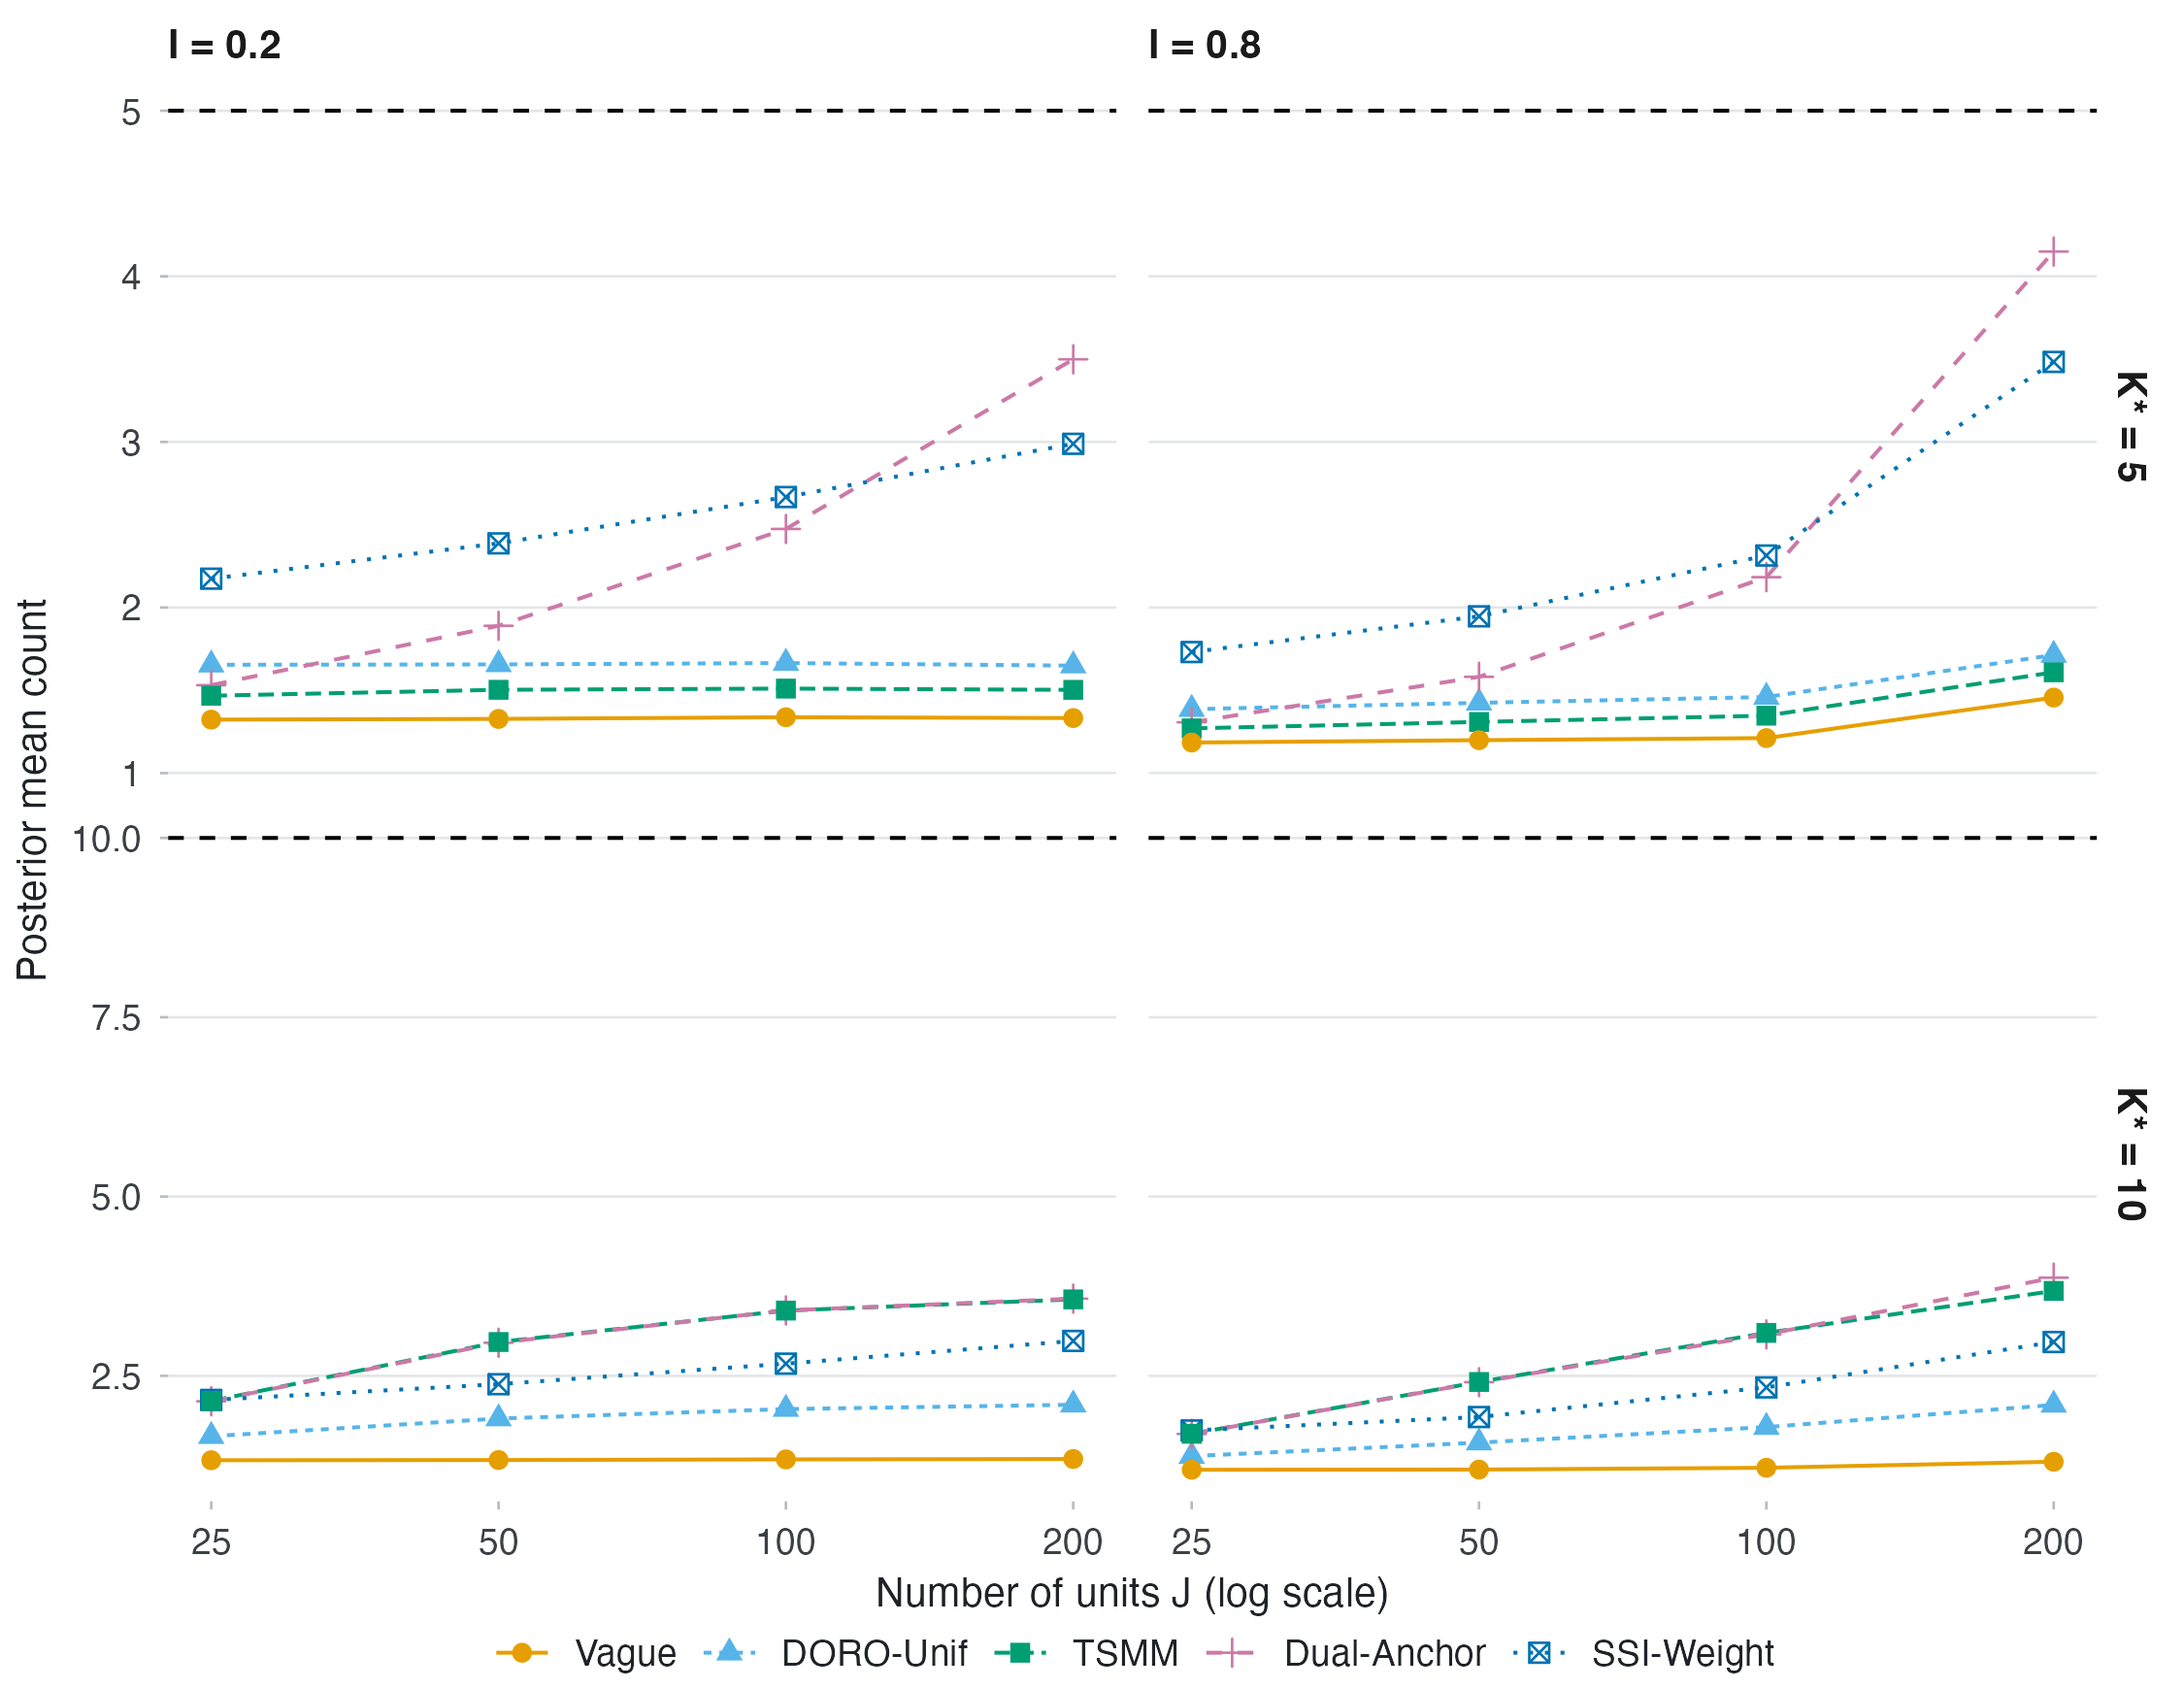 I = 0.2
I = 0.8
5
4
3
2
1
K* = 5
Posterior mean count
10.0
7.5
5.0
2.5
K* = 10
25 50 100 200 25 50 100 200
Number of units J (log scale)
Vague DORO-Unif TSMM Dual-Anchor SSI-Weight